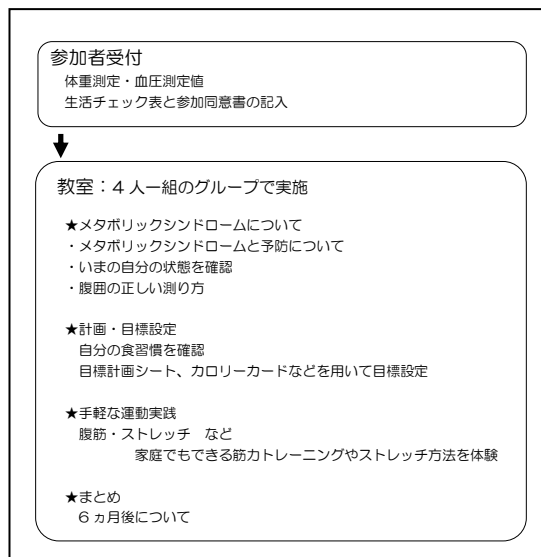 参加者受付
体重測定・血圧測定値
生活チェック表と参加同意書の記入
教室：4人一組のグループで実施
★メタボリックシンドロームについて
・メタボリックシンドロームと予防について
・いまの自分の状態を確認
・腹囲の正しい測り方
★計画・目標設定
自分の食習慣を確認
目標計画シート、カロリーカードなどを用いて目標設定
★手軽な運動実践
腹筋・ストレッチ　など
家庭でもできる筋力トレーニングやストレッチ方法を体験
★まとめ
６ヵ月後について